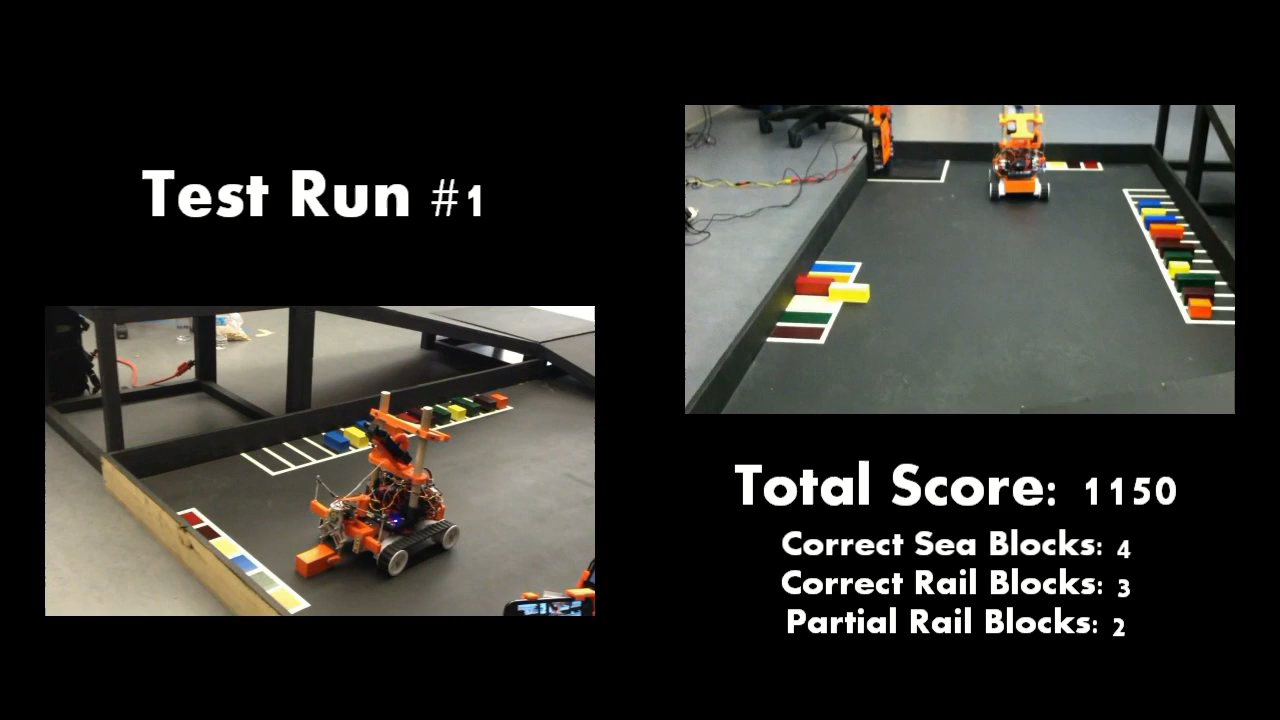 Test Run #1
Total Score: 1150
Correct Sea Blocks: 4
Correct Rail Blocks: 3
Partial Rail Blocks: 2